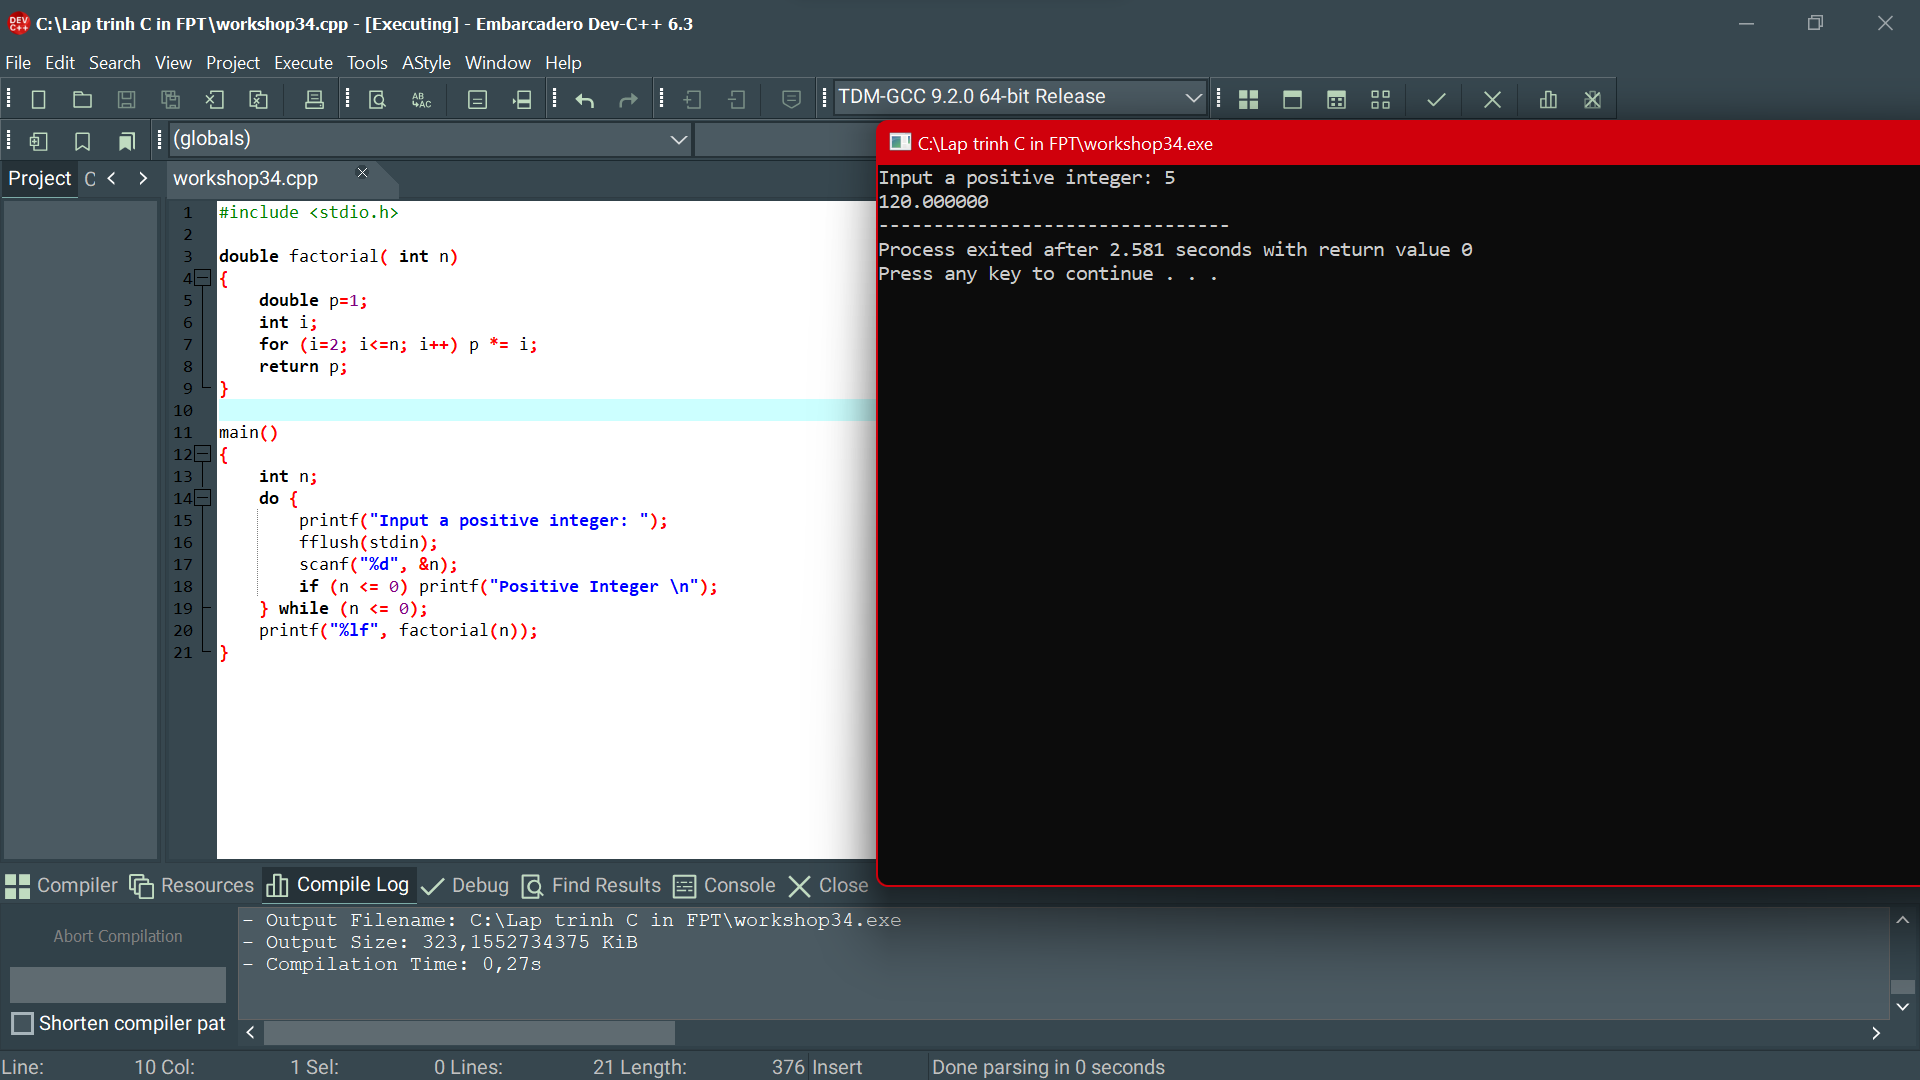 C:\Lap trinh C in FPT\workshop34.cpp - [Executing] - Embarcadero Dev-C++ 6.3
File Edit Search View Project Execute Tools AStyle Window Help
TDM-GCC 9.2.0 64-bit Release
(globals)
Project C
workshop34.cpp
1 #include <stdio.h>
2
3 double factorial( int n)
4 {
5 double p=1;
6 int i;
7 for (i=2; i<=n; i++) p *= i;
8 return p;
9 }
10
11 main()
12 {
13 int n;
14 do {
15 printf("Input a positive integer: ");
16 fflush(stdin);
17 scanf("%d", &n);
18 if (n <= 0) printf("Positive Integer \n");
19 } while (n <= 0);
20 printf("%lf", factorial(n));
21 }
C:\Lap trinh C in FPT\workshop34.exe
Input a positive integer: 5
120.000000
--------------------------------
Process exited after 2.581 seconds with return value 0
Press any key to continue . . .
Compiler Resources Compile Log Debug Find Results Console Close
Abort Compilation
Shorten compiler pat
- Output Filename: C:\Lap trinh C in FPT\workshop34.exe
- Output Size: 323,1552734375 KiB
- Compilation Time: 0,27s
Line: 10 Col: 1 Sel: 0 Lines: 21 Length: 376 Insert Done parsing in 0 seconds